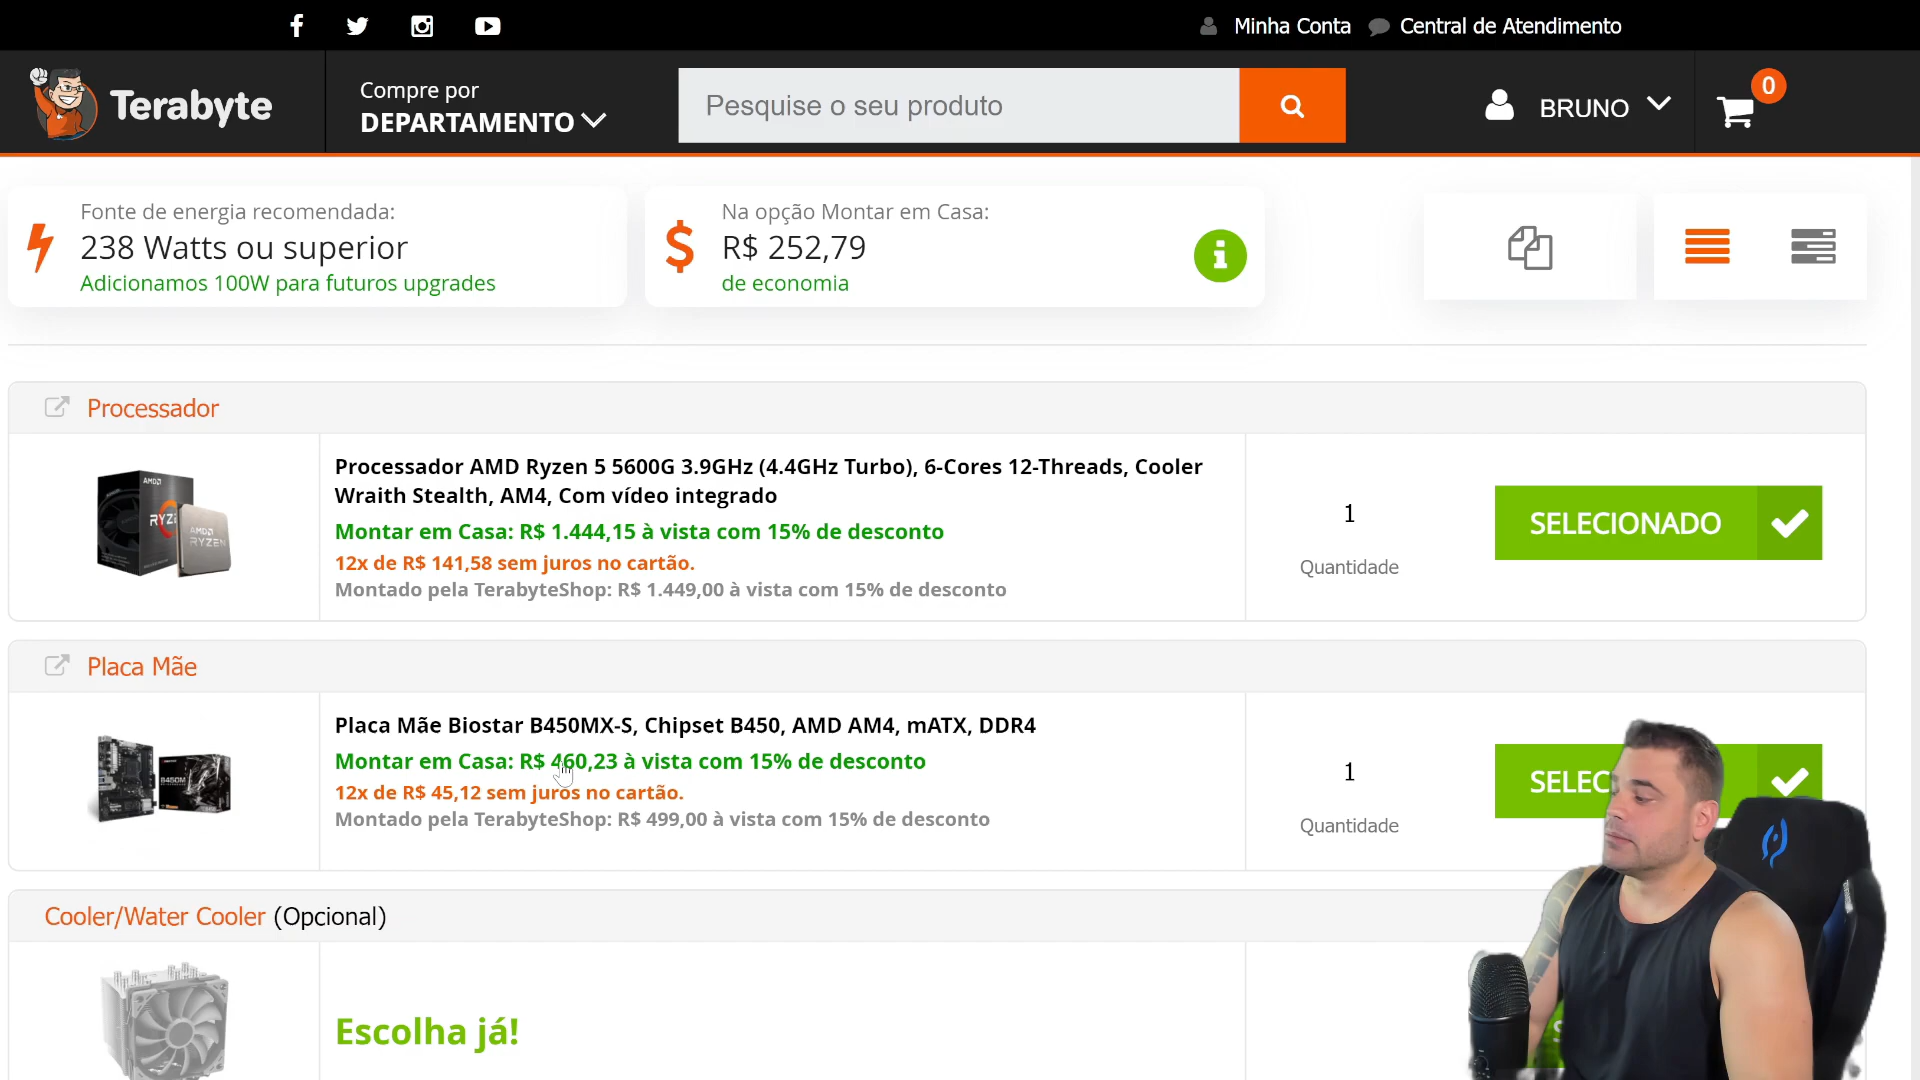 Minha Conta
Central de Atendimento
Terabyte
Compre por
DEPARTAMENTO
Pesquise o seu produto
BRUNO
0
Fonte de energia recomendada:
238 Watts ou superior
Adicionamos 100W para futuros upgrades
Na opção Montar em Casa:
R$ 252,79
de economia
Processador
Processador AMD Ryzen 5 5600G 3.9GHz (4.4GHz Turbo), 6-Cores 12-Threads, Cooler
Wraith Stealth, AM4, Com vídeo integrado
Montar em Casa: R$ 1.444,15 à vista com 15% de desconto
12x de R$ 141,58 sem juros no cartão.
Montado pela TerabyteShop: R$ 1.449,00 à vista com 15% de desconto
1
Quantidade
SELECIONADO
AMD
RYZE
AMD
RYZEN
Placa Mãe
Placa Mãe Biostar B450MX-S, Chipset B450, AMD AM4, mATX, DDR4
Montar em Casa: R$ 460,23 à vista com 15% de desconto
12x de R$ 45,12 sem juros no cartão.
Montado pela TerabyteShop: R$ 499,00 à vista com 15% de desconto
1
Quantidade
SELEC
B450M
Cooler/Water Cooler (Opcional)
Escolha já!